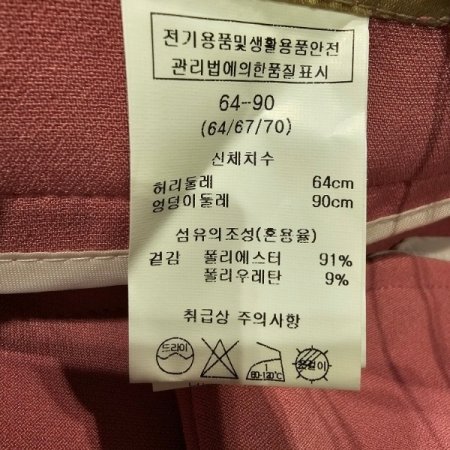 전기용품및생활용품안전
관리법에의한품질표시
64-90
(64/67/70)
신체치수
허리둘레 64cm
엉덩이둘레 90cm
섬유의조성(혼용율)
겉감 폴리에스터 91%
폴리우레탄 9%
취급상 주의사항
드라이 80-120℃ 옷걸이